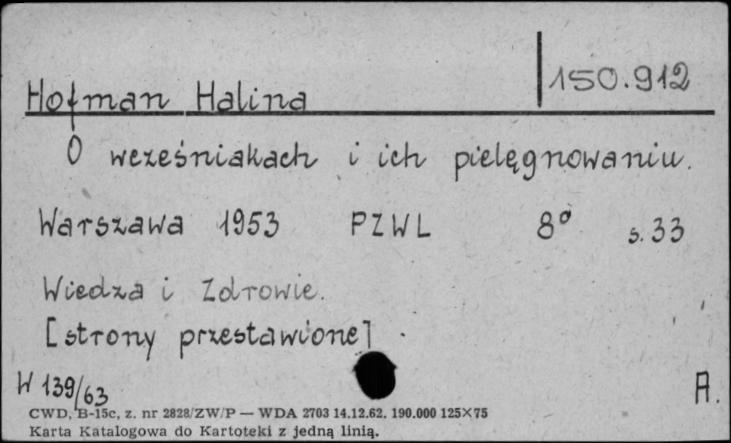 150.912
Hofman Halina
O wcześniakach i ich pielęgnowaniu.
Warszawa 1953 PZWL 8° s. 33
Wiedza i Zdrowie.
[strony przestawione]
W 139/63 A.
CWD, B-15c, z. nr 2828/ZW/P — WDA 2703 14.12.62. 190.000 125×75
Karta Katalogowa do Kartoteki z jedną linią.